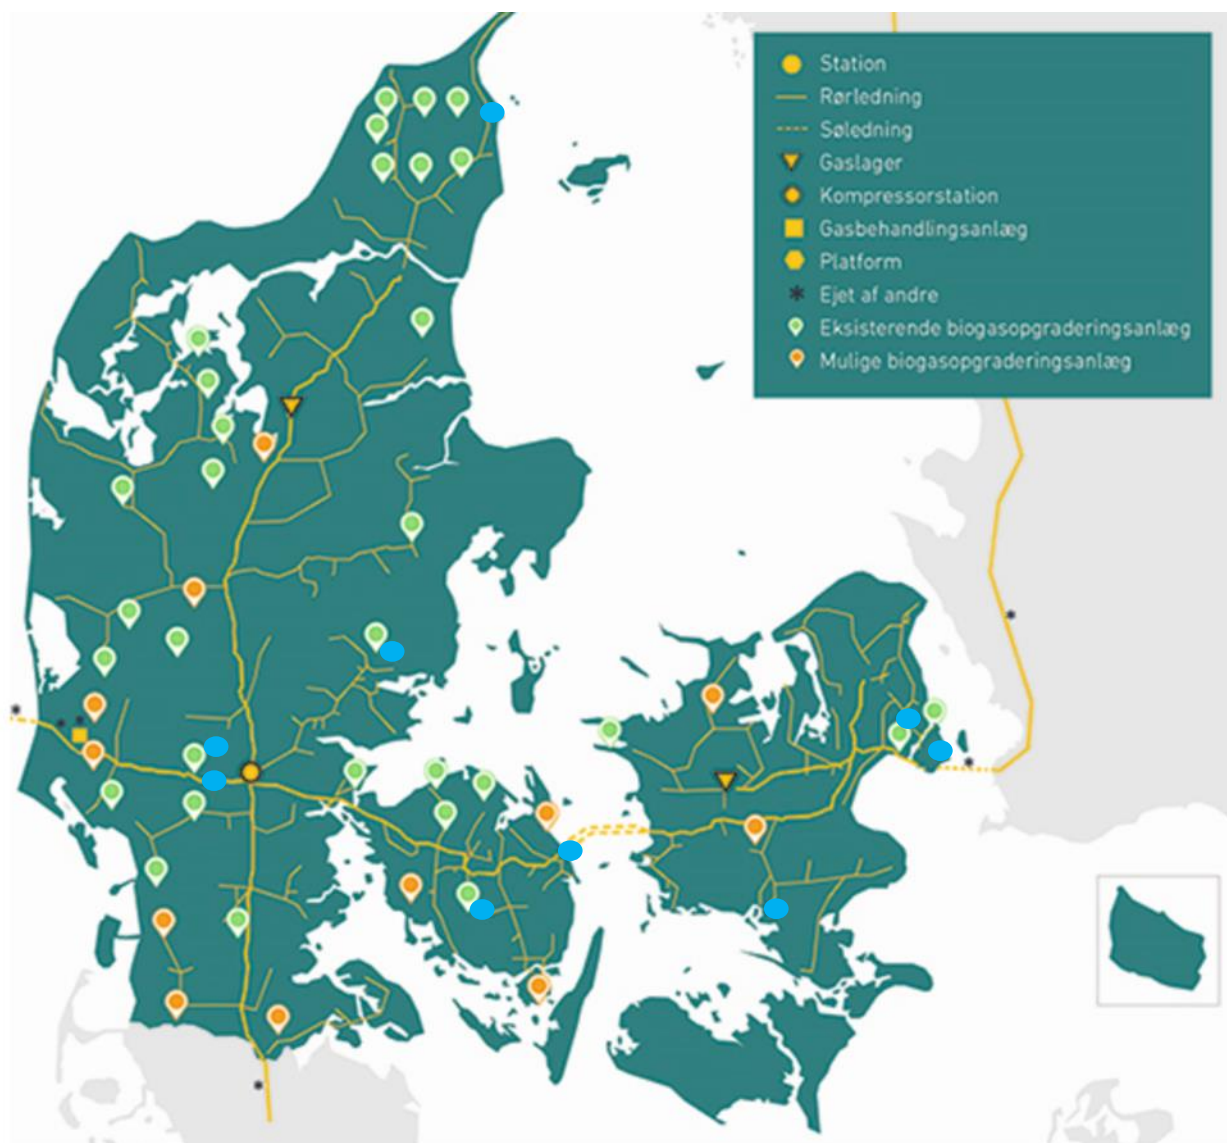 Station
Rørledning
Søledning
Gaslager
Kompressorstation
Gasbehandlingsanlæg
Platform
Ejet af andre
Eksisterende biogasopgraderingsanlæg
Mulige biogasopgraderingsanlæg